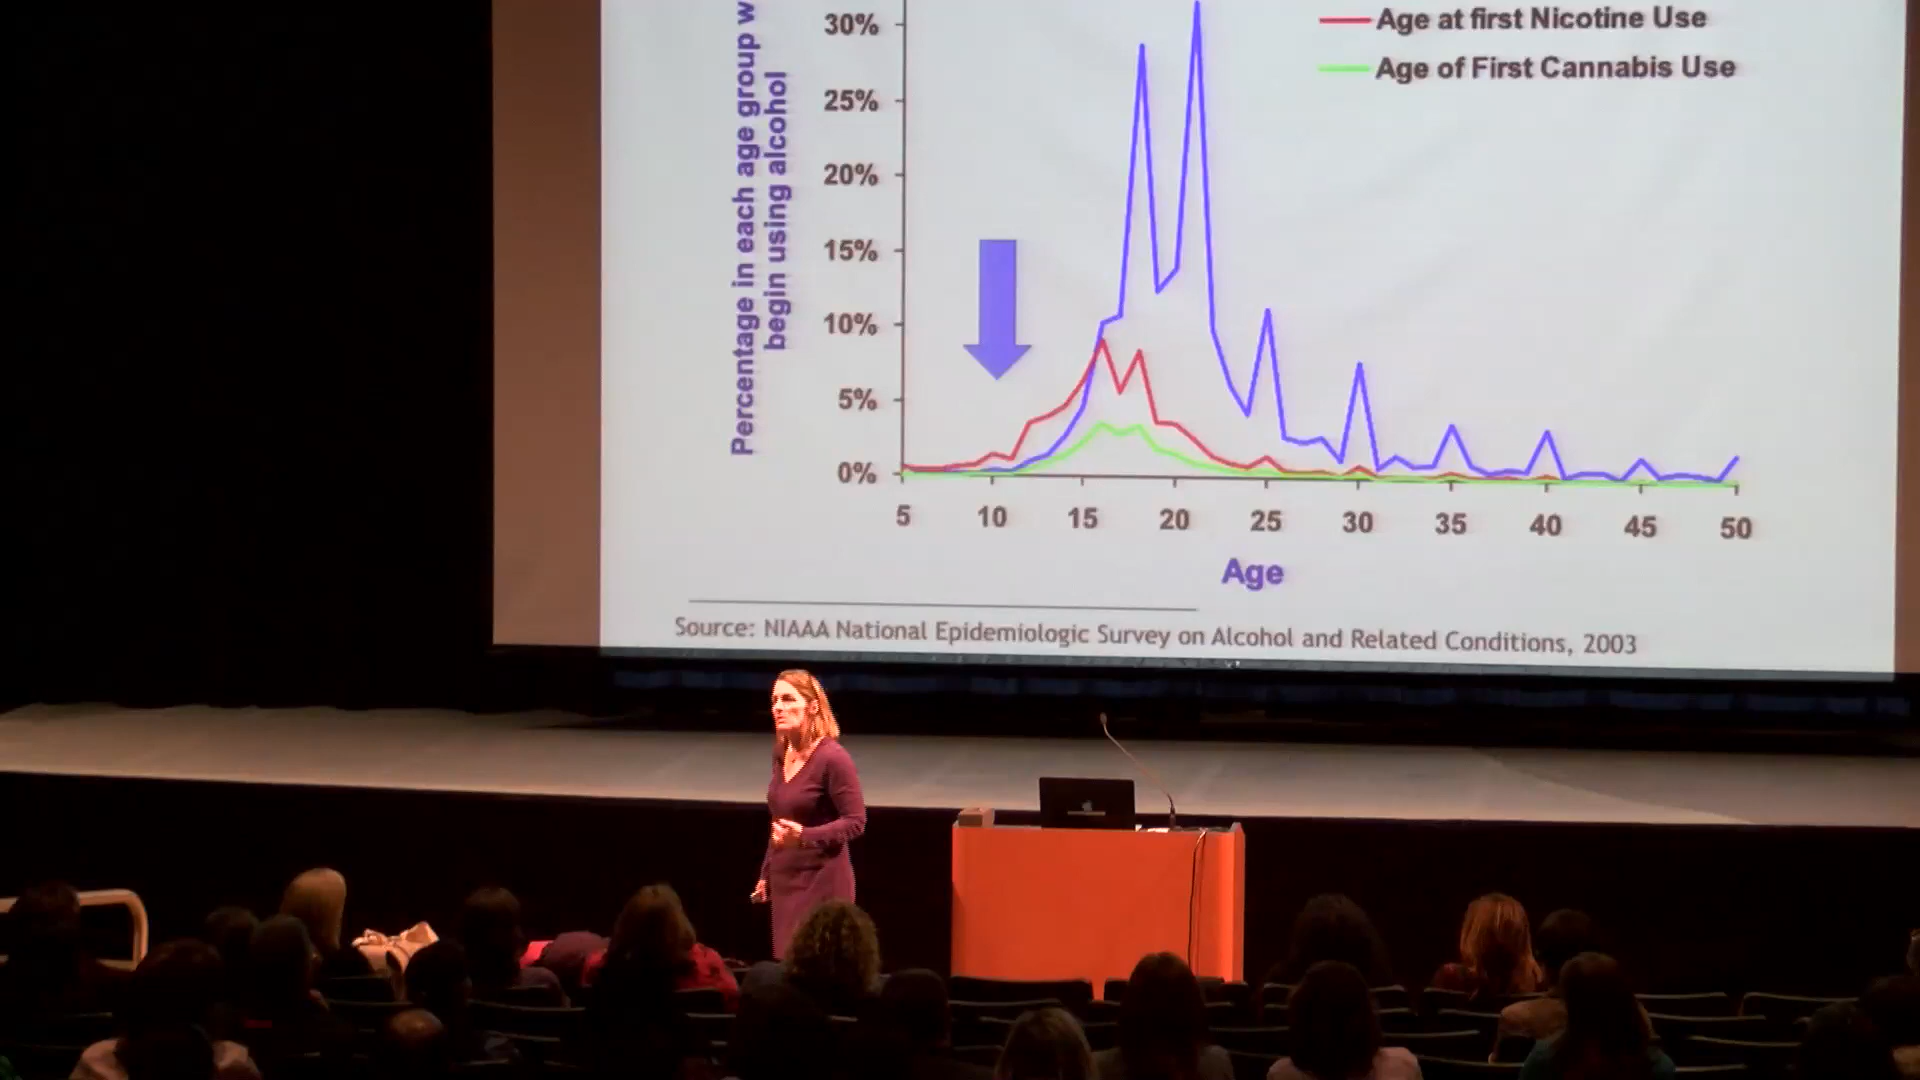 Age at first Nicotine Use
Age of First Cannabis Use
Percentage in each age group w
begin using alcohol
30%
25%
20%
15%
10%
5%
0%
5 10 15 20 25 30 35 40 45 50
Age
Source: NIAAA National Epidemiologic Survey on Alcohol and Related Conditions, 2003